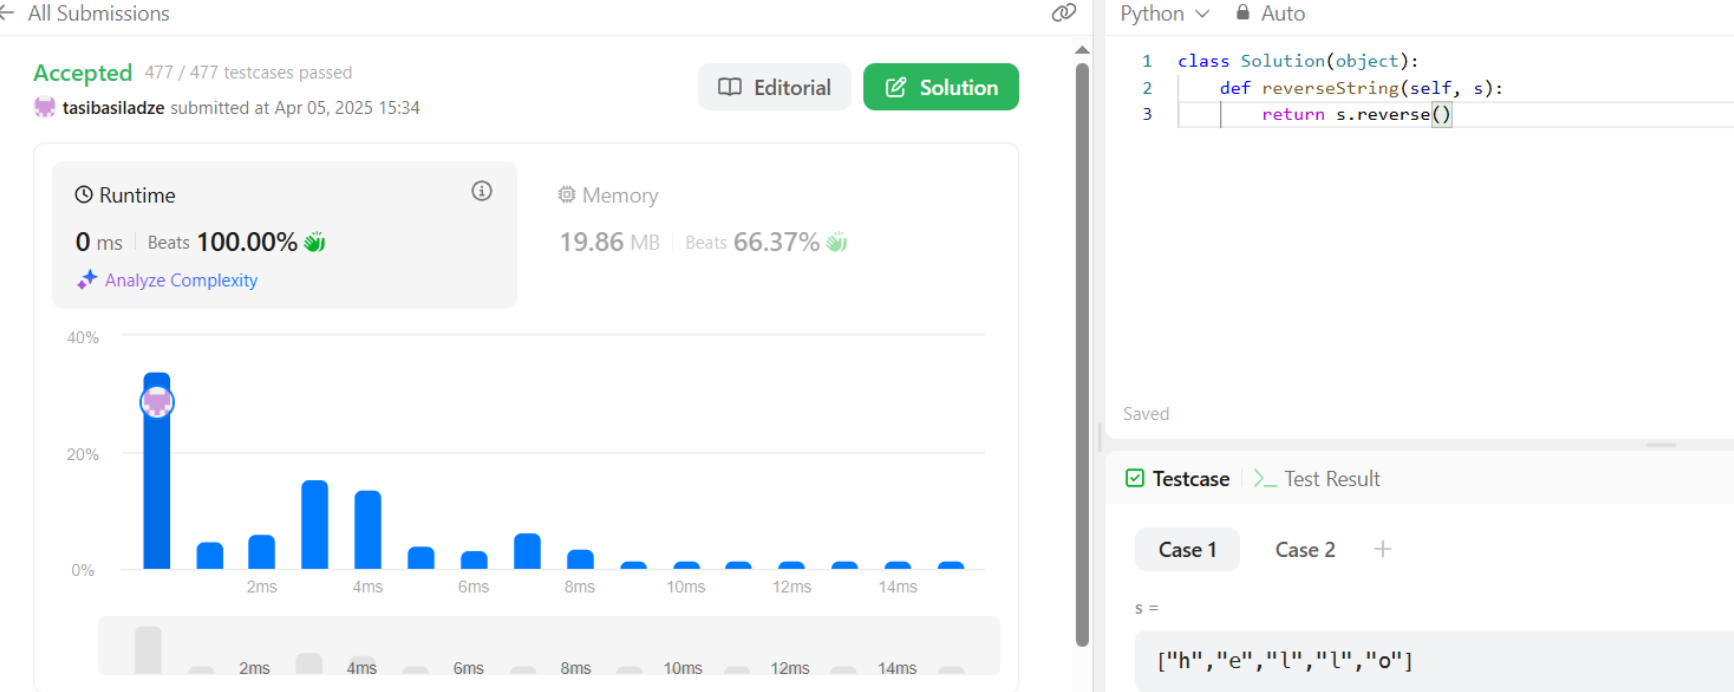 All Submissions
Accepted 477 / 477 testcases passed
tasibasiladze submitted at Apr 05, 2025 15:34
Editorial
Solution
Runtime
0 ms Beats 100.00%
Analyze Complexity
Memory
19.86 MB Beats 66.37%
40%
20%
0%
2ms 4ms 6ms 8ms 10ms 12ms 14ms
2ms 4ms 6ms 8ms 10ms 12ms 14ms
Python Auto
1 class Solution(object):
2 def reverseString(self, s):
3 return s.reverse()
Saved
Testcase >_ Test Result
Case 1 Case 2 +
s =
["h","e","l","l","o"]